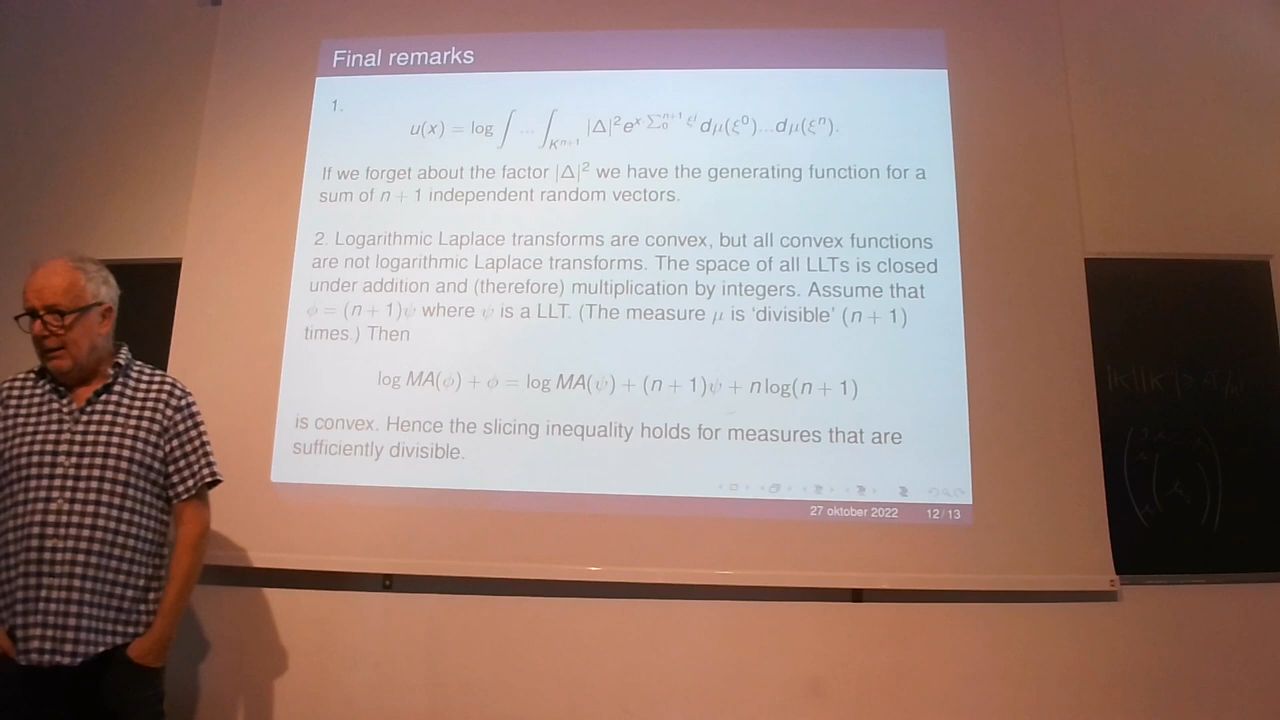 Final remarks
1.
u(x) = log ∫ ... ∫_{K^{n+1}} |Δ|² e^{x Σ_0^{n+1} ξ^i} dμ(ξ⁰)...dμ(ξⁿ).
If we forget about the factor |Δ|² we have the generating function for a
sum of n + 1 independent random vectors.
2. Logarithmic Laplace transforms are convex, but all convex functions
are not logarithmic Laplace transforms. The space of all LLTs is closed
under addition and (therefore) multiplication by integers. Assume that
ϕ = (n + 1)ψ where ψ is a LLT. (The measure μ is ‘divisible’ (n + 1)
times.) Then
log MA(ϕ) + ϕ = log MA(ψ) + (n + 1)ψ + n log(n + 1)
is convex. Hence the slicing inequality holds for measures that are
sufficiently divisible.
27 oktober 2022 12/13